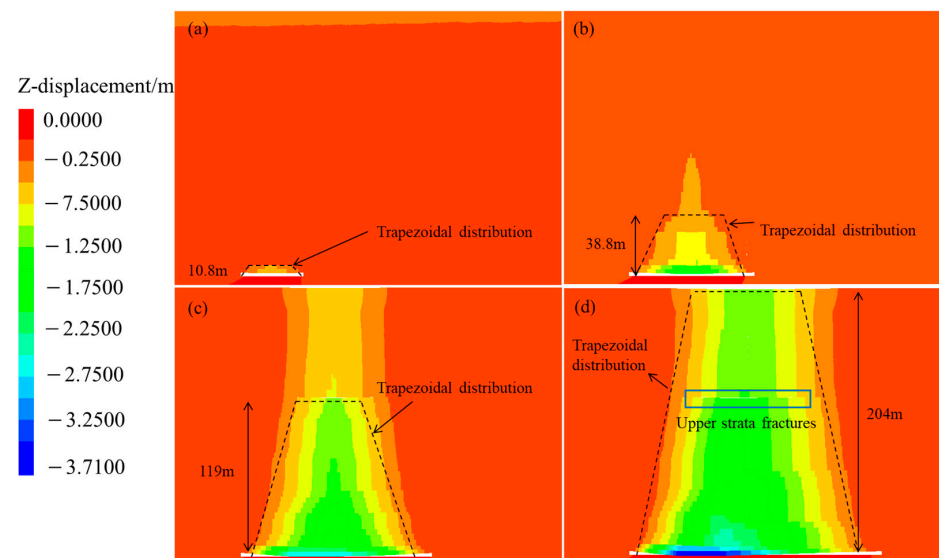 Z-displacement/m
0.0000
−0.2500
−7.5000
−1.2500
−1.7500
−2.2500
−2.7500
−3.2500
−3.7100
(a)
Trapezoidal distribution
10.8m
(b)
Trapezoidal distribution
38.8m
(c)
Trapezoidal distribution
119m
(d)
Trapezoidal
distribution
Upper strata fractures
204m